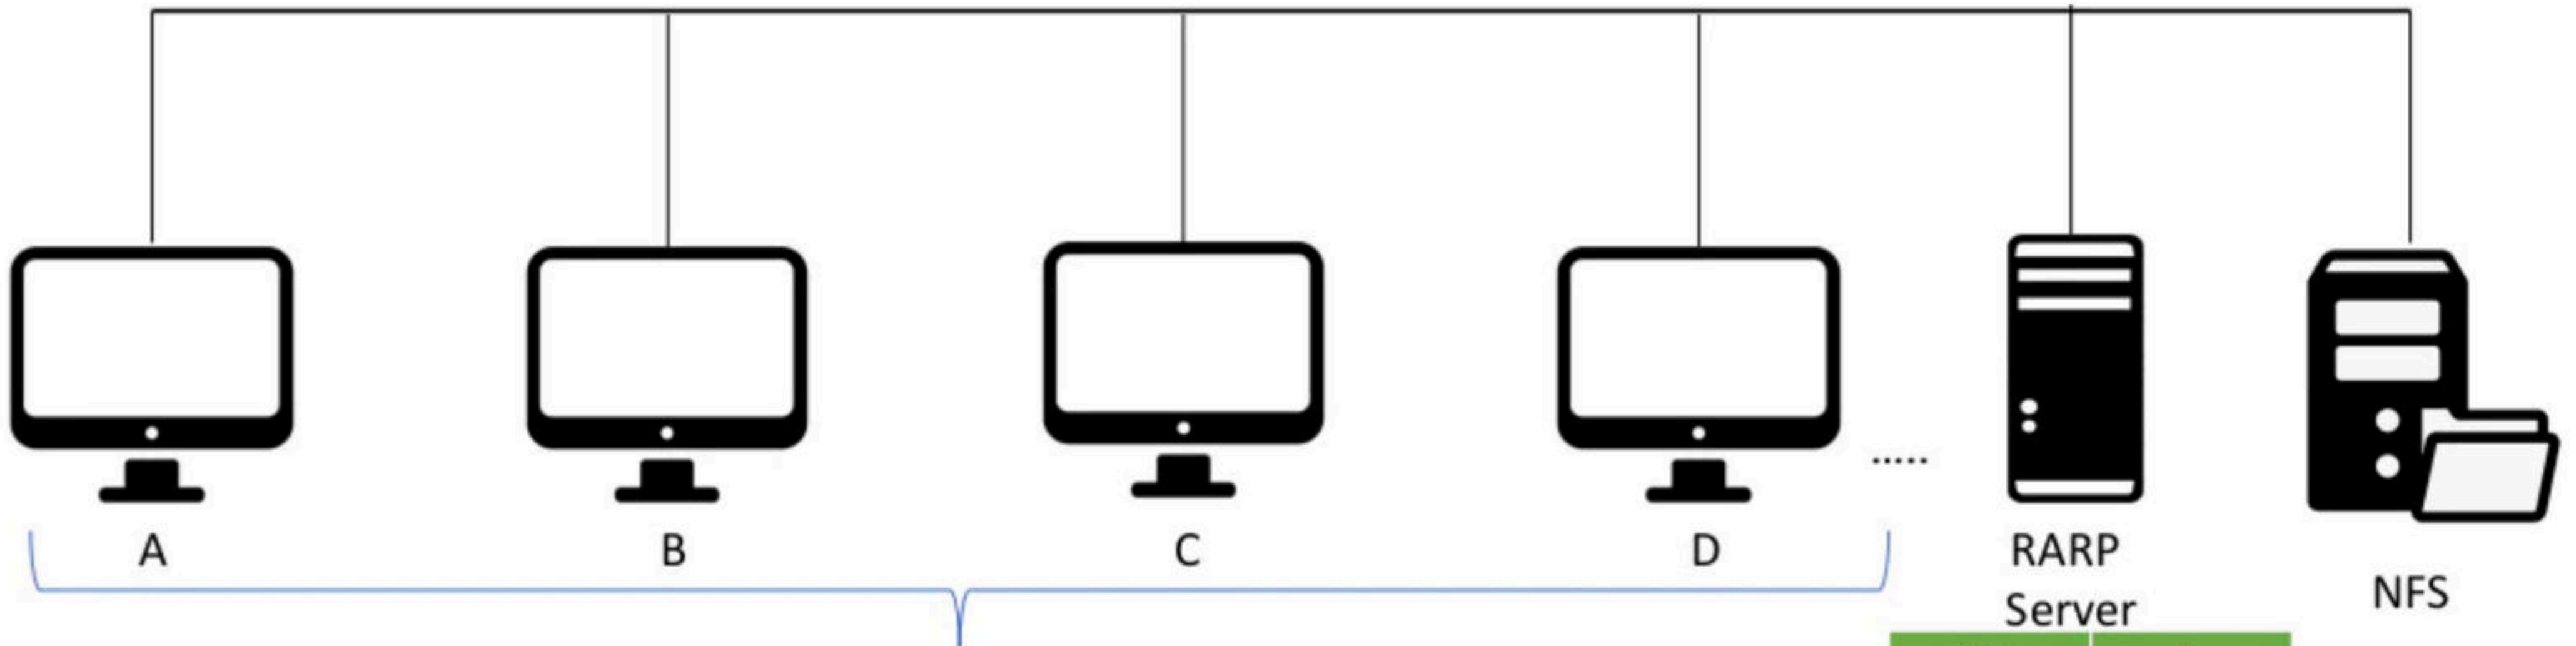 .....
A
B
C
D
RARP
Server
NFS